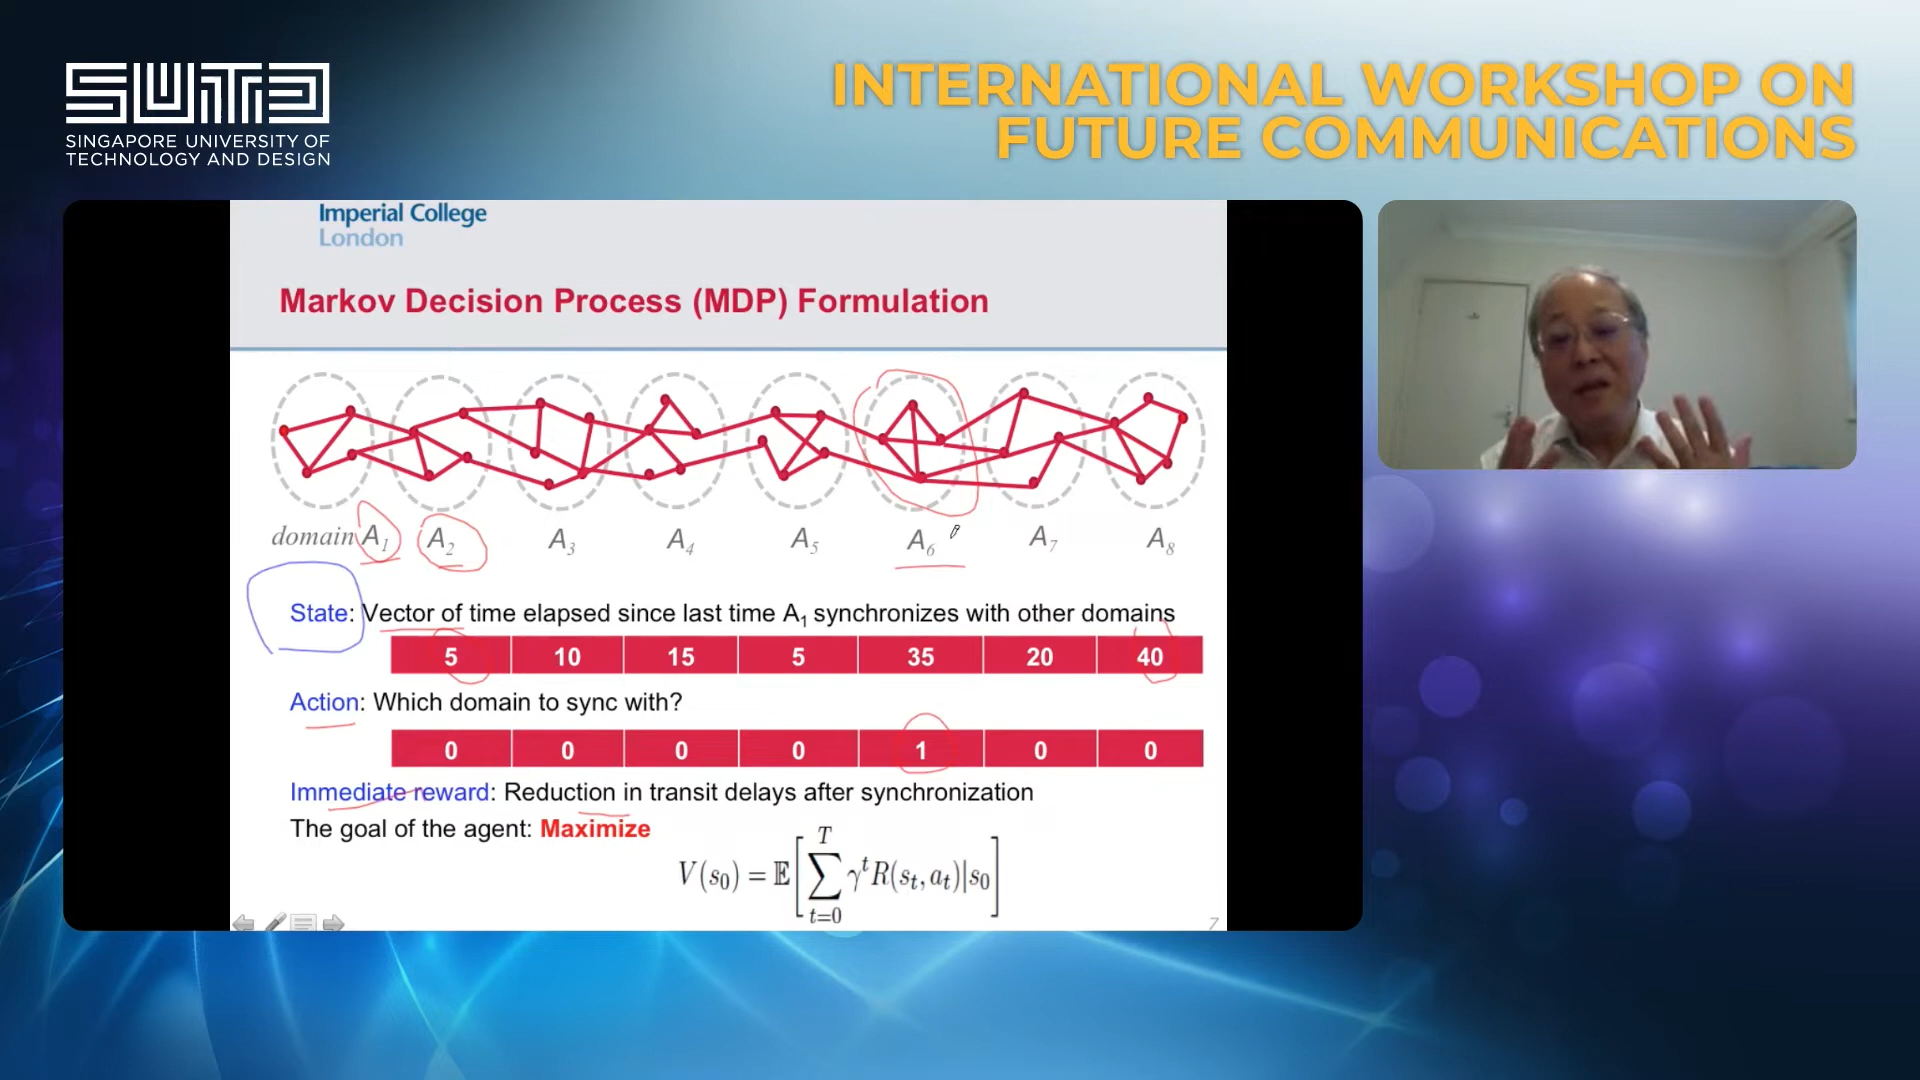 SUTD
SINGAPORE UNIVERSITY OF
TECHNOLOGY AND DESIGN
INTERNATIONAL WORKSHOP ON
FUTURE COMMUNICATIONS
Imperial College
London
Markov Decision Process (MDP) Formulation
domain A₁ A₂ A₃ A₄ A₅ A₆ A₇ A₈
State: Vector of time elapsed since last time A₁ synchronizes with other domains
5 10 15 5 35 20 40
Action: Which domain to sync with?
0 0 0 0 1 0 0
Immediate reward: Reduction in transit delays after synchronization
The goal of the agent: Maximize
V(s₀) = 𝔼[∑_{t=0}^{T} γᵗR(sₜ, aₜ)|s₀]
7